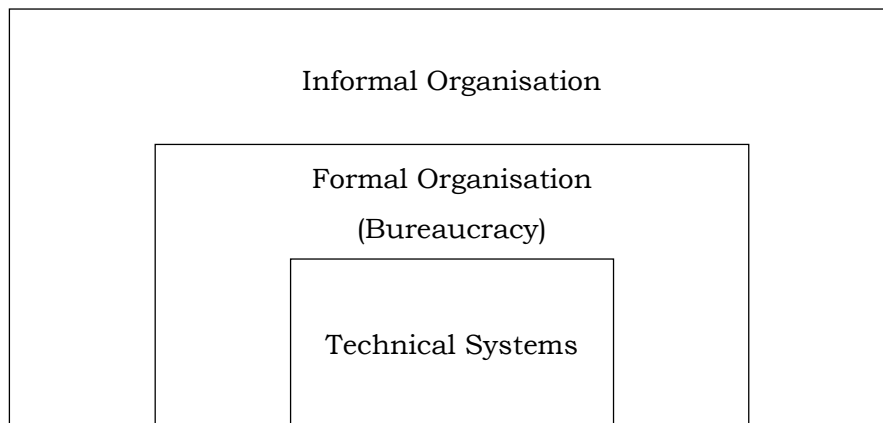 Informal Organisation
Formal Organisation
(Bureaucracy)
Technical Systems